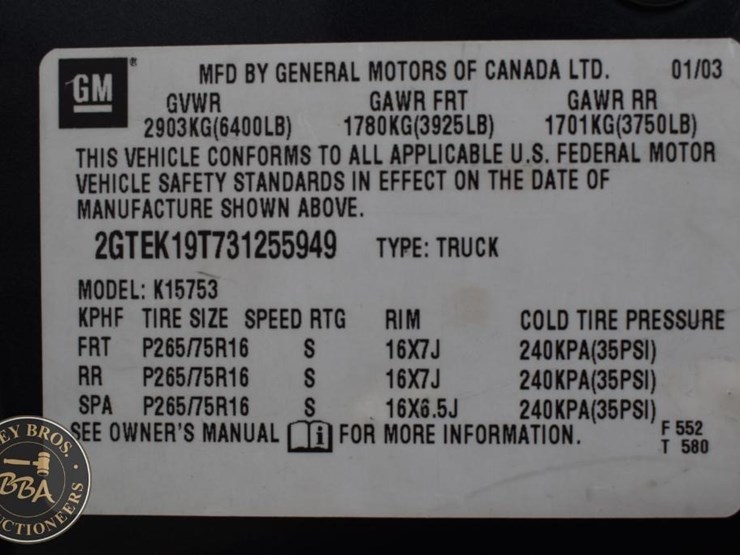 GM
MFD BY GENERAL MOTORS OF CANADA LTD. 01/03
GVWR GAWR FRT GAWR RR
2903KG(6400LB) 1780KG(3925LB) 1701KG(3750LB)
THIS VEHICLE CONFORMS TO ALL APPLICABLE U.S. FEDERAL MOTOR
VEHICLE SAFETY STANDARDS IN EFFECT ON THE DATE OF
MANUFACTURE SHOWN ABOVE.
2GTEK19T731255949 TYPE: TRUCK
MODEL: K15753
KPHF TIRE SIZE SPEED RTG RIM COLD TIRE PRESSURE
FRT P265/75R16 S 16X7J 240KPA(35PSI)
RR P265/75R16 S 16X7J 240KPA(35PSI)
SPA P265/75R16 S 16X6.5J 240KPA(35PSI)
SEE OWNER'S MANUAL i FOR MORE INFORMATION. F 552
T 580
EY BROS.
BBA
CTIONEERS